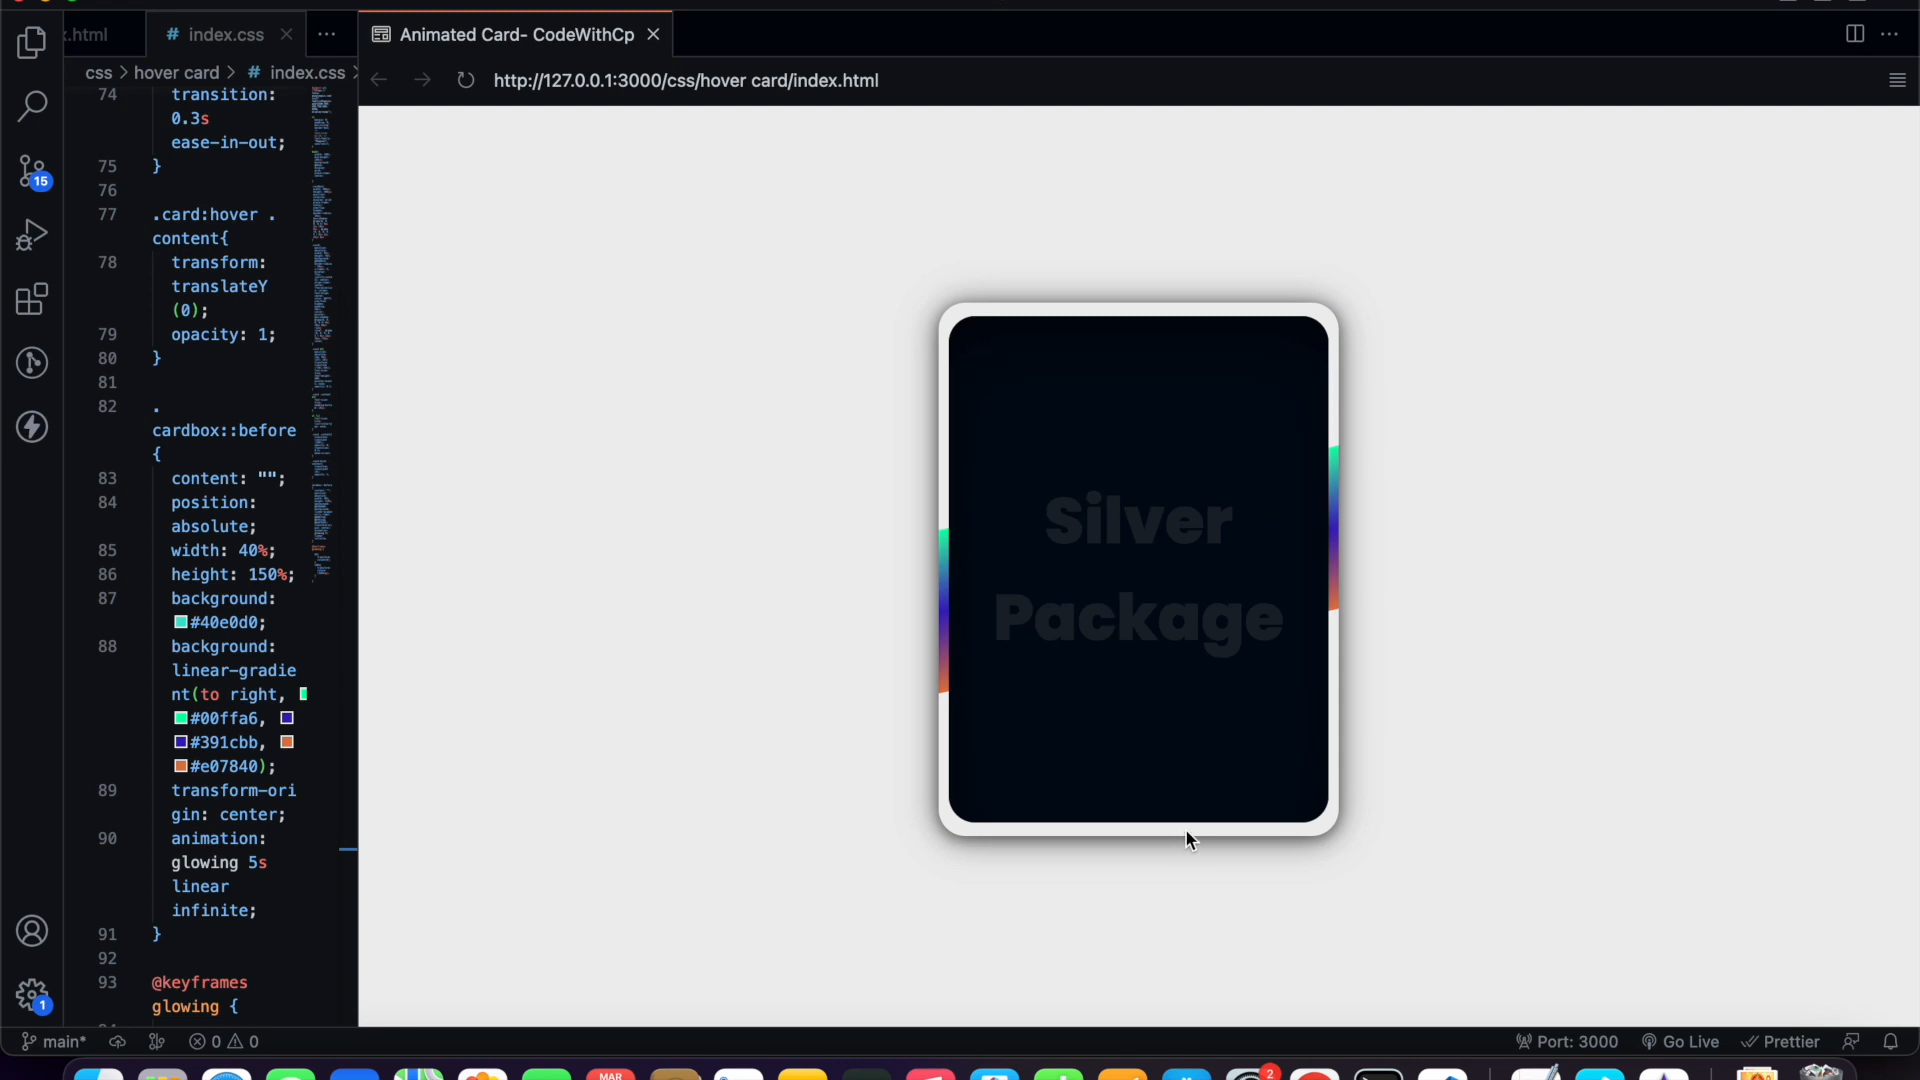 .html
# index.css
Animated Card- CodeWithCp
css > hover card > # index.css >
http://127.0.0.1:3000/css/hover card/index.html
74 transition:
0.3s
ease-in-out;
75 }
76
77 .card:hover .
content{
78 transform:
translateY
(0);
79 opacity: 1;
80 }
81
82 .
cardbox::before
{
83 content: "";
84 position:
absolute;
85 width: 40%;
86 height: 150%;
87 background:
#40e0d0;
88 background:
linear-gradie
nt(to right,
#00ffa6,
#391cbb,
#e07840);
89 transform-ori
gin: center;
90 animation:
glowing 5s
linear
infinite;
91 }
92
93 @keyframes
glowing {
Silver
Package
15
1
main*
0
0
Port: 3000
Go Live
Prettier
MAR
2